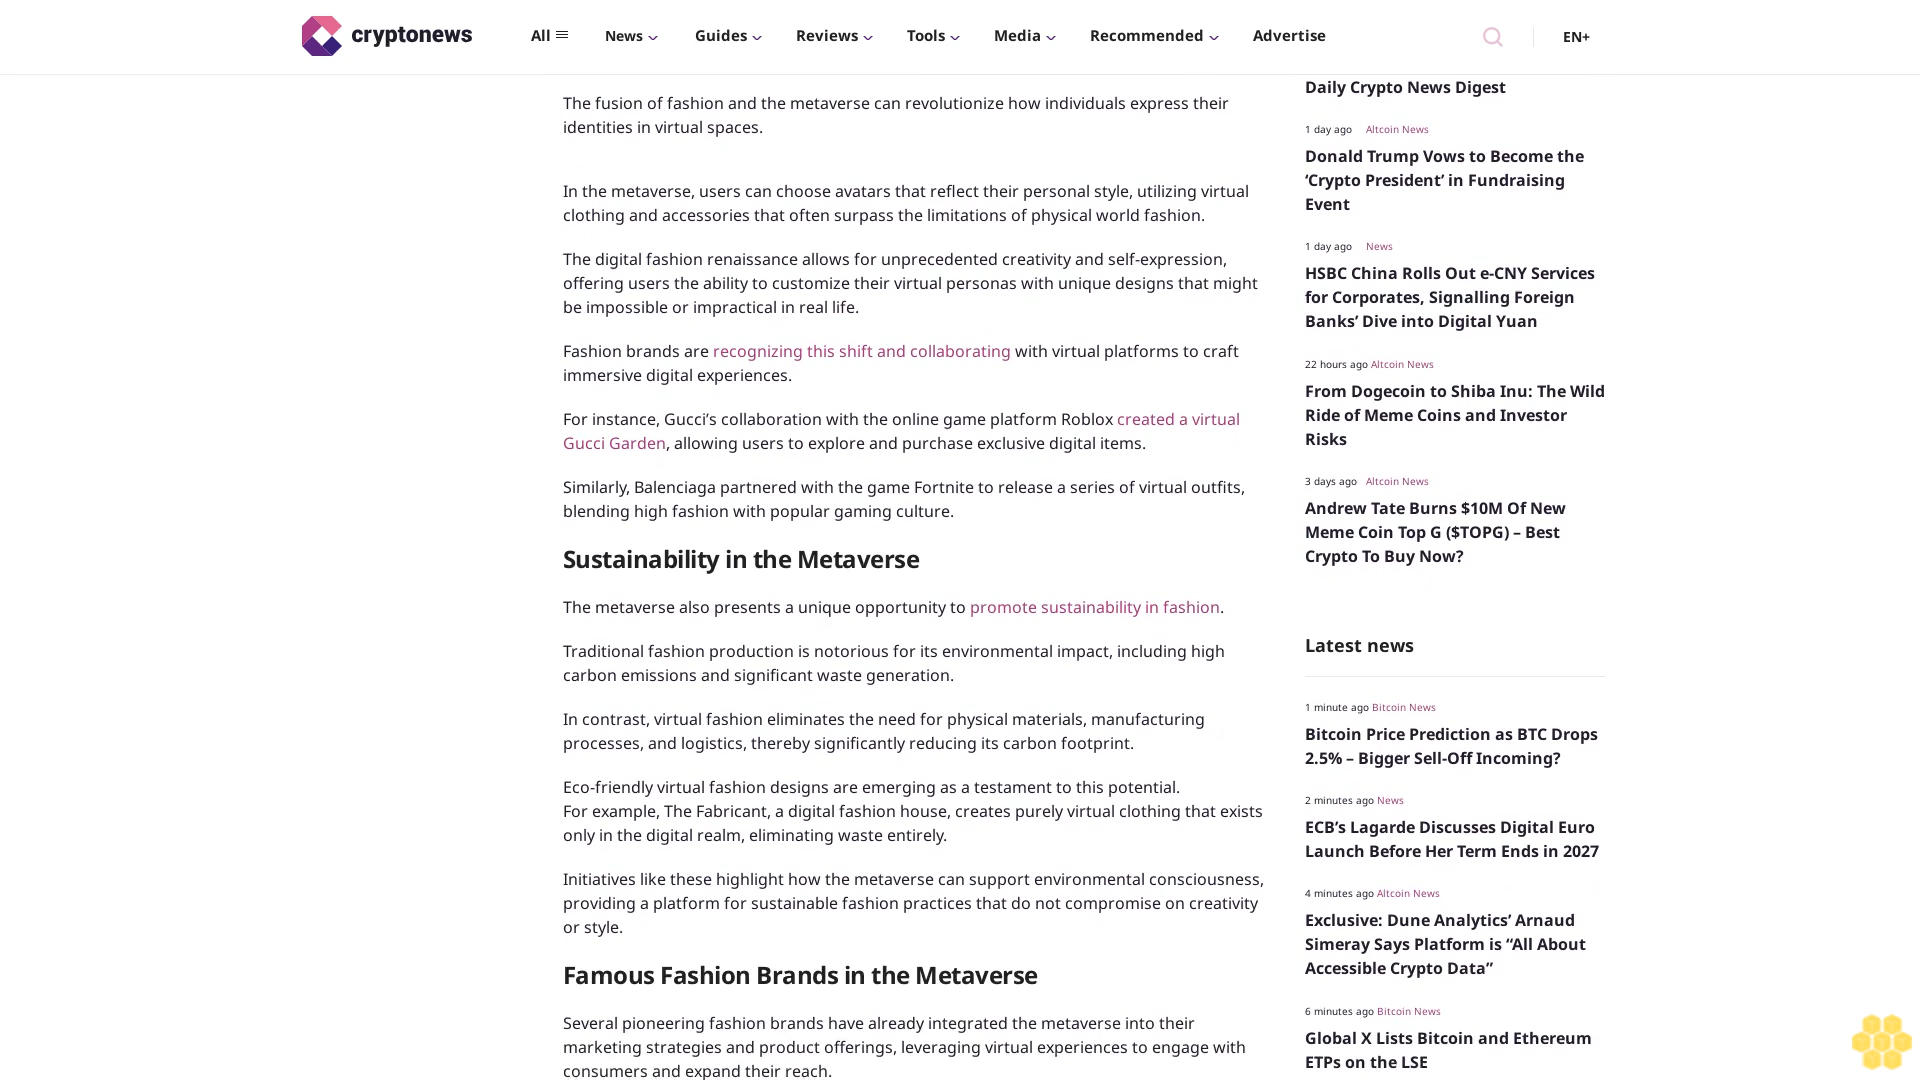 cryptonews
All
News
Guides
Reviews
Tools
Media
Recommended
Advertise
EN+
The fusion of fashion and the metaverse can revolutionize how individuals express their
identities in virtual spaces.
In the metaverse, users can choose avatars that reflect their personal style, utilizing virtual
clothing and accessories that often surpass the limitations of physical world fashion.
The digital fashion renaissance allows for unprecedented creativity and self-expression,
offering users the ability to customize their virtual personas with unique designs that might
be impossible or impractical in real life.
Fashion brands are recognizing this shift and collaborating with virtual platforms to craft
immersive digital experiences.
For instance, Gucci’s collaboration with the online game platform Roblox created a virtual
Gucci Garden, allowing users to explore and purchase exclusive digital items.
Similarly, Balenciaga partnered with the game Fortnite to release a series of virtual outfits,
blending high fashion with popular gaming culture.
Sustainability in the Metaverse
The metaverse also presents a unique opportunity to promote sustainability in fashion.
Traditional fashion production is notorious for its environmental impact, including high
carbon emissions and significant waste generation.
In contrast, virtual fashion eliminates the need for physical materials, manufacturing
processes, and logistics, thereby significantly reducing its carbon footprint.
Eco-friendly virtual fashion designs are emerging as a testament to this potential.
For example, The Fabricant, a digital fashion house, creates purely virtual clothing that exists
only in the digital realm, eliminating waste entirely.
Initiatives like these highlight how the metaverse can support environmental consciousness,
providing a platform for sustainable fashion practices that do not compromise on creativity
or style.
Famous Fashion Brands in the Metaverse
Several pioneering fashion brands have already integrated the metaverse into their
marketing strategies and product offerings, leveraging virtual experiences to engage with
consumers and expand their reach.
Daily Crypto News Digest
1 day ago Altcoin News
Donald Trump Vows to Become the
‘Crypto President’ in Fundraising
Event
1 day ago News
HSBC China Rolls Out e-CNY Services
for Corporates, Signalling Foreign
Banks’ Dive into Digital Yuan
22 hours ago Altcoin News
From Dogecoin to Shiba Inu: The Wild
Ride of Meme Coins and Investor
Risks
3 days ago Altcoin News
Andrew Tate Burns $10M Of New
Meme Coin Top G ($TOPG) – Best
Crypto To Buy Now?
Latest news
1 minute ago Bitcoin News
Bitcoin Price Prediction as BTC Drops
2.5% – Bigger Sell-Off Incoming?
2 minutes ago News
ECB’s Lagarde Discusses Digital Euro
Launch Before Her Term Ends in 2027
4 minutes ago Altcoin News
Exclusive: Dune Analytics’ Arnaud
Simeray Says Platform is “All About
Accessible Crypto Data”
6 minutes ago Bitcoin News
Global X Lists Bitcoin and Ethereum
ETPs on the LSE